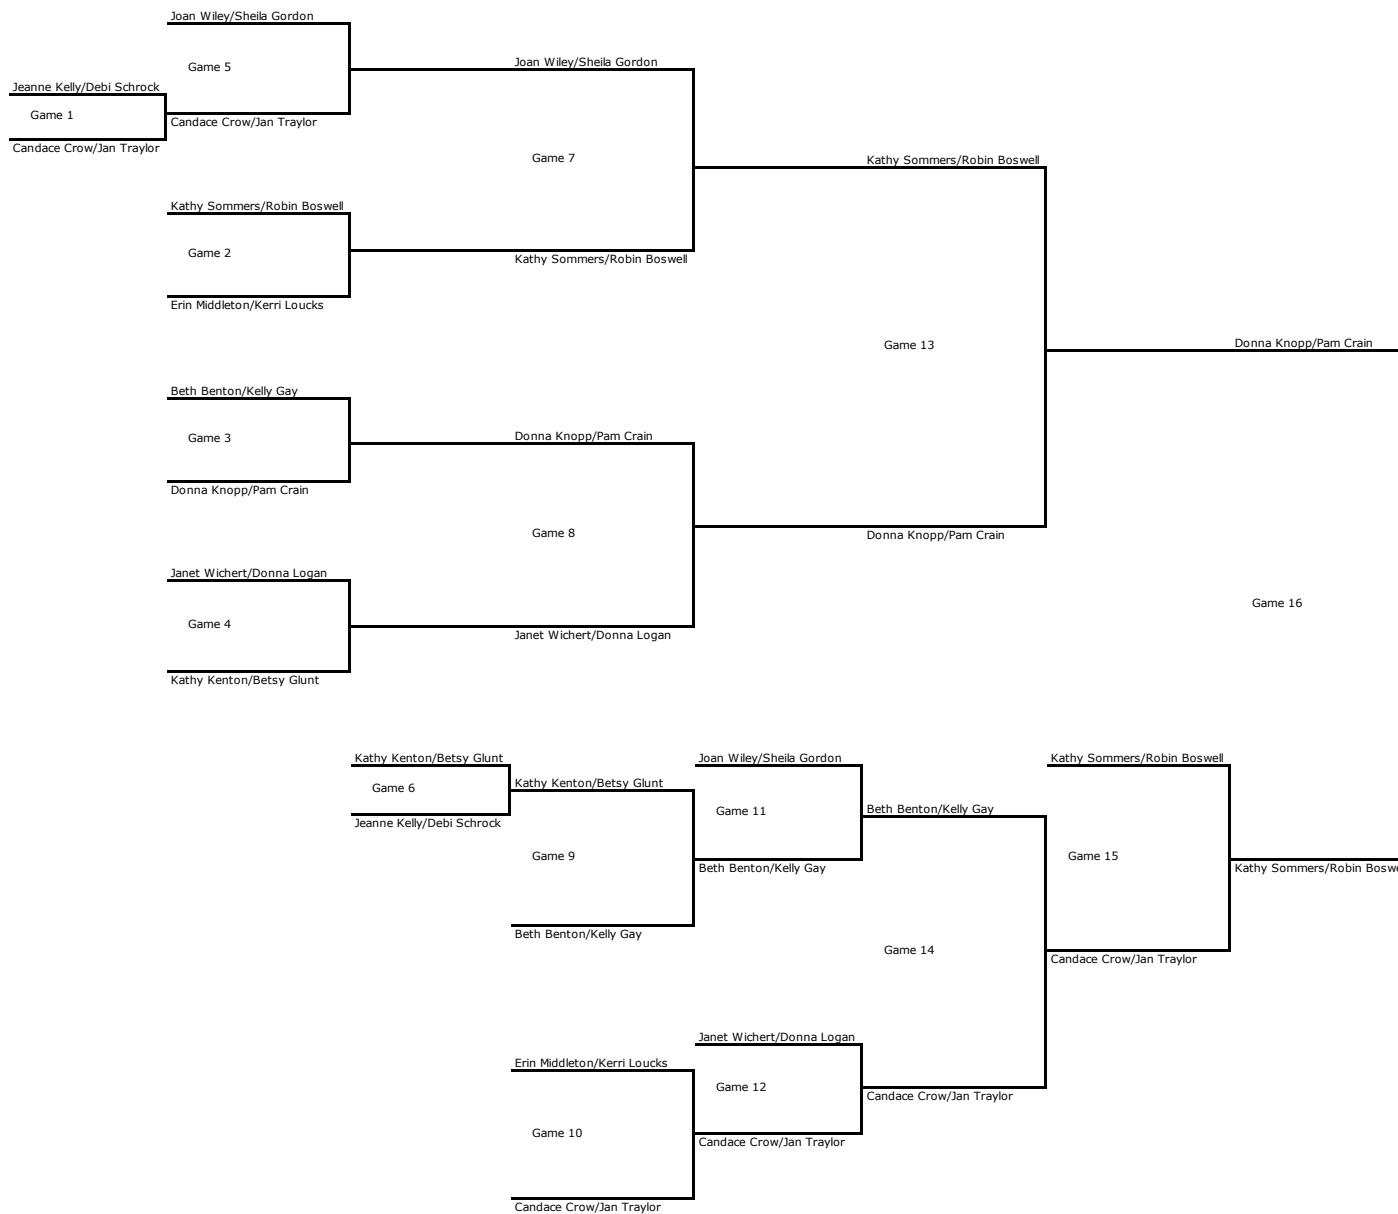 Joan Wiley/Sheila Gordon
Game 5
Joan Wiley/Sheila Gordon
Jeanne Kelly/Debi Schrock
Game 1
Candace Crow/Jan Traylor
Candace Crow/Jan Traylor
Game 7
Kathy Sommers/Robin Boswell
Kathy Sommers/Robin Boswell
Game 2
Kathy Sommers/Robin Boswell
Erin Middleton/Kerri Loucks
Game 13
Donna Knopp/Pam Crain
Beth Benton/Kelly Gay
Game 3
Donna Knopp/Pam Crain
Donna Knopp/Pam Crain
Game 8
Donna Knopp/Pam Crain
Janet Wichert/Donna Logan
Game 16
Game 4
Janet Wichert/Donna Logan
Kathy Kenton/Betsy Glunt
Kathy Kenton/Betsy Glunt
Joan Wiley/Sheila Gordon
Kathy Sommers/Robin Boswell
Game 6
Kathy Kenton/Betsy Glunt
Jeanne Kelly/Debi Schrock
Game 11
Beth Benton/Kelly Gay
Game 9
Beth Benton/Kelly Gay
Game 15
Kathy Sommers/Robin Boswe
Beth Benton/Kelly Gay
Game 14
Candace Crow/Jan Traylor
Janet Wichert/Donna Logan
Erin Middleton/Kerri Loucks
Game 12
Candace Crow/Jan Traylor
Game 10
Candace Crow/Jan Traylor
Candace Crow/Jan Traylor